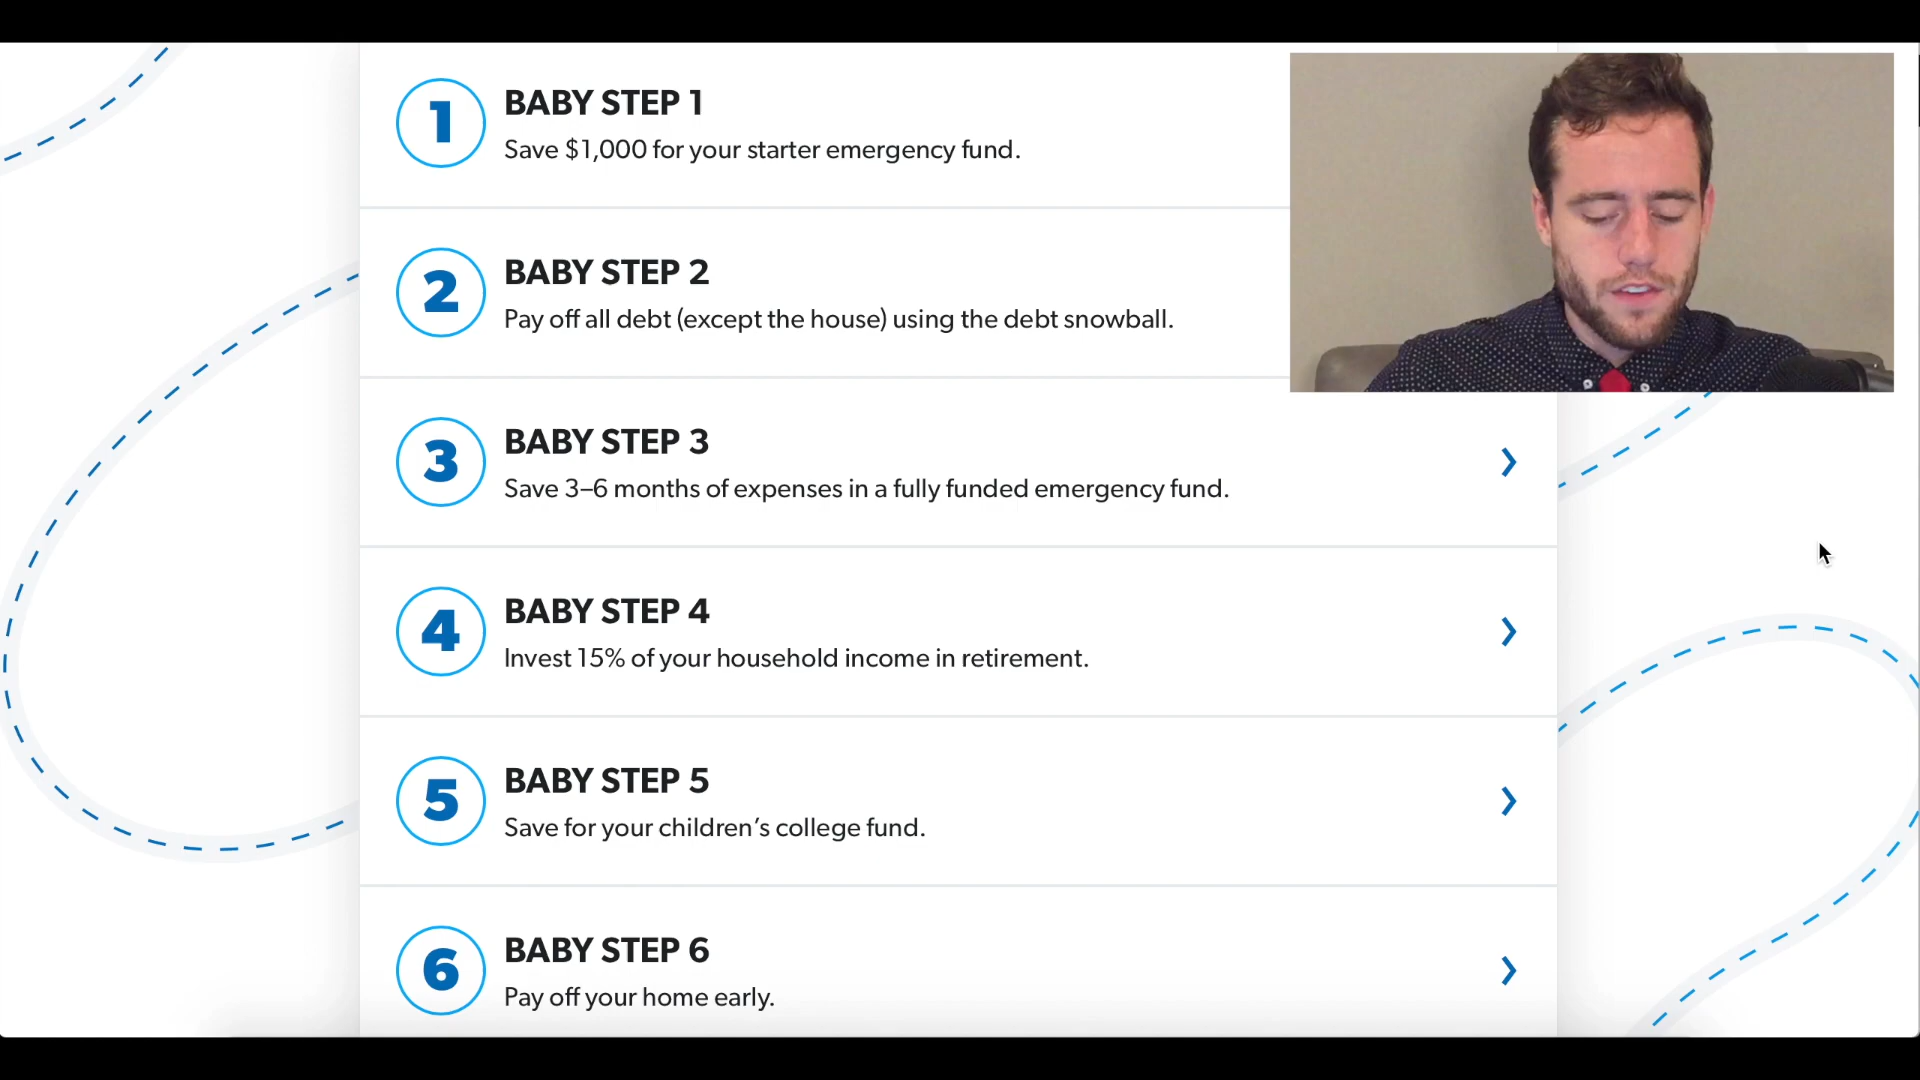 1
BABY STEP 1
Save $1,000 for your starter emergency fund.
2
BABY STEP 2
Pay off all debt (except the house) using the debt snowball.
3
BABY STEP 3
Save 3–6 months of expenses in a fully funded emergency fund.
4
BABY STEP 4
Invest 15% of your household income in retirement.
5
BABY STEP 5
Save for your children’s college fund.
6
BABY STEP 6
Pay off your home early.